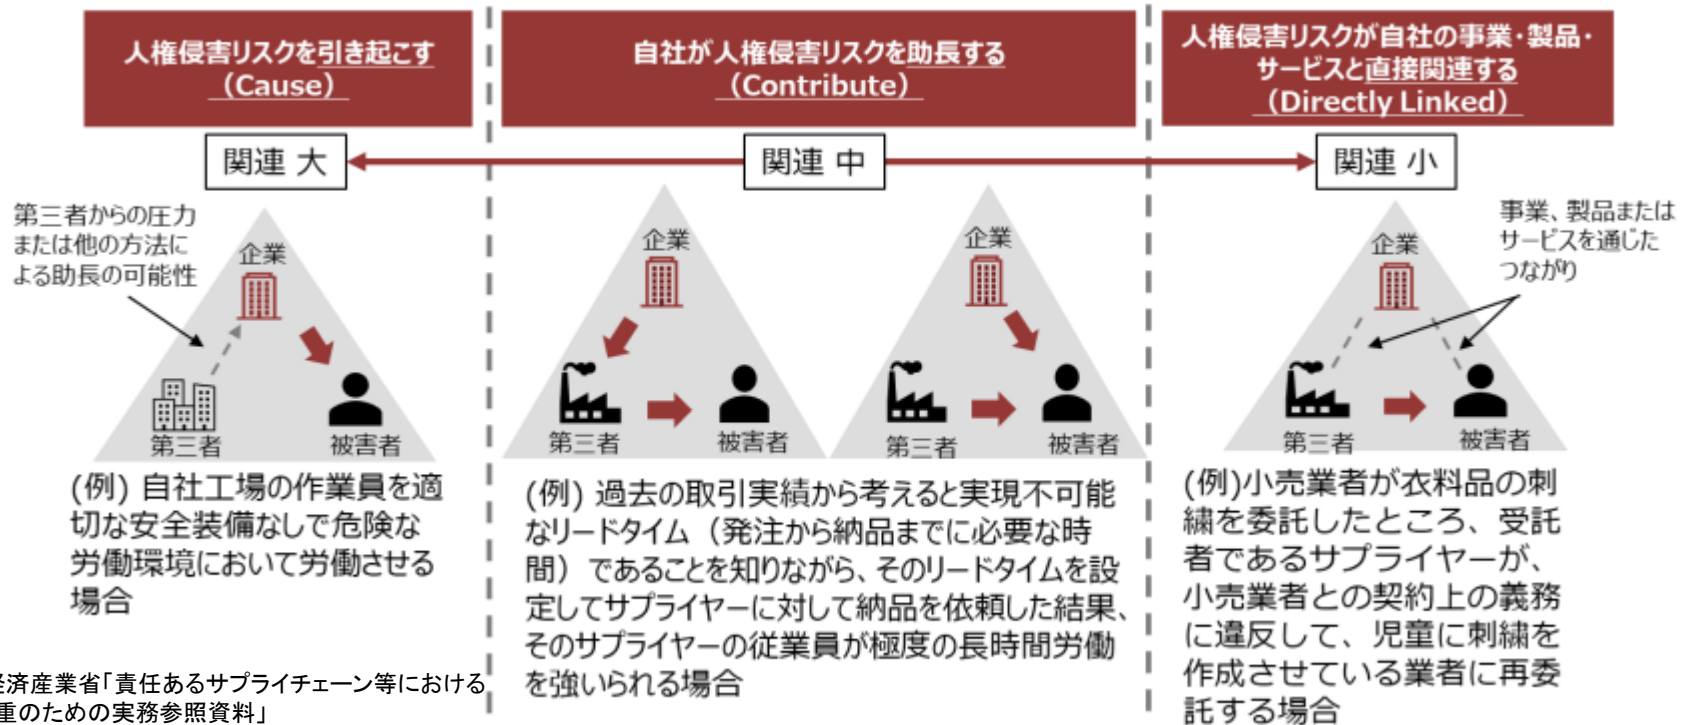 人権侵害リスクを引き起こす
(Cause)
自社が人権侵害リスクを助長する
(Contribute)
人権侵害リスクが自社の事業・製品・
サービスと直接関連する
(Directly Linked)
関連 大
関連 中
関連 小
第三者からの圧力
または他の方法に
よる助長の可能性
企業
第三者
被害者
企業
第三者
被害者
企業
第三者
被害者
事業、製品または
サービスを通じた
つながり
企業
第三者
被害者
(例) 自社工場の作業員を適
切な安全装備なしで危険な
労働環境において労働させる
場合
(例) 過去の取引実績から考えると実現不可能
なリードタイム（発注から納品までに必要な時
間）であることを知りながら、そのリードタイムを設
定してサプライヤーに対して納品を依頼した結果、
そのサプライヤーの従業員が極度の長時間労働
を強いられる場合
(例)小売業者が衣料品の刺
繍を委託したところ、受託
者であるサプライヤーが、
小売業者との契約上の義務
に違反して、児童に刺繍を
作成させている業者に再委
託する場合
経済産業省「責任あるサプライチェーン等における
重のための実務参照資料」